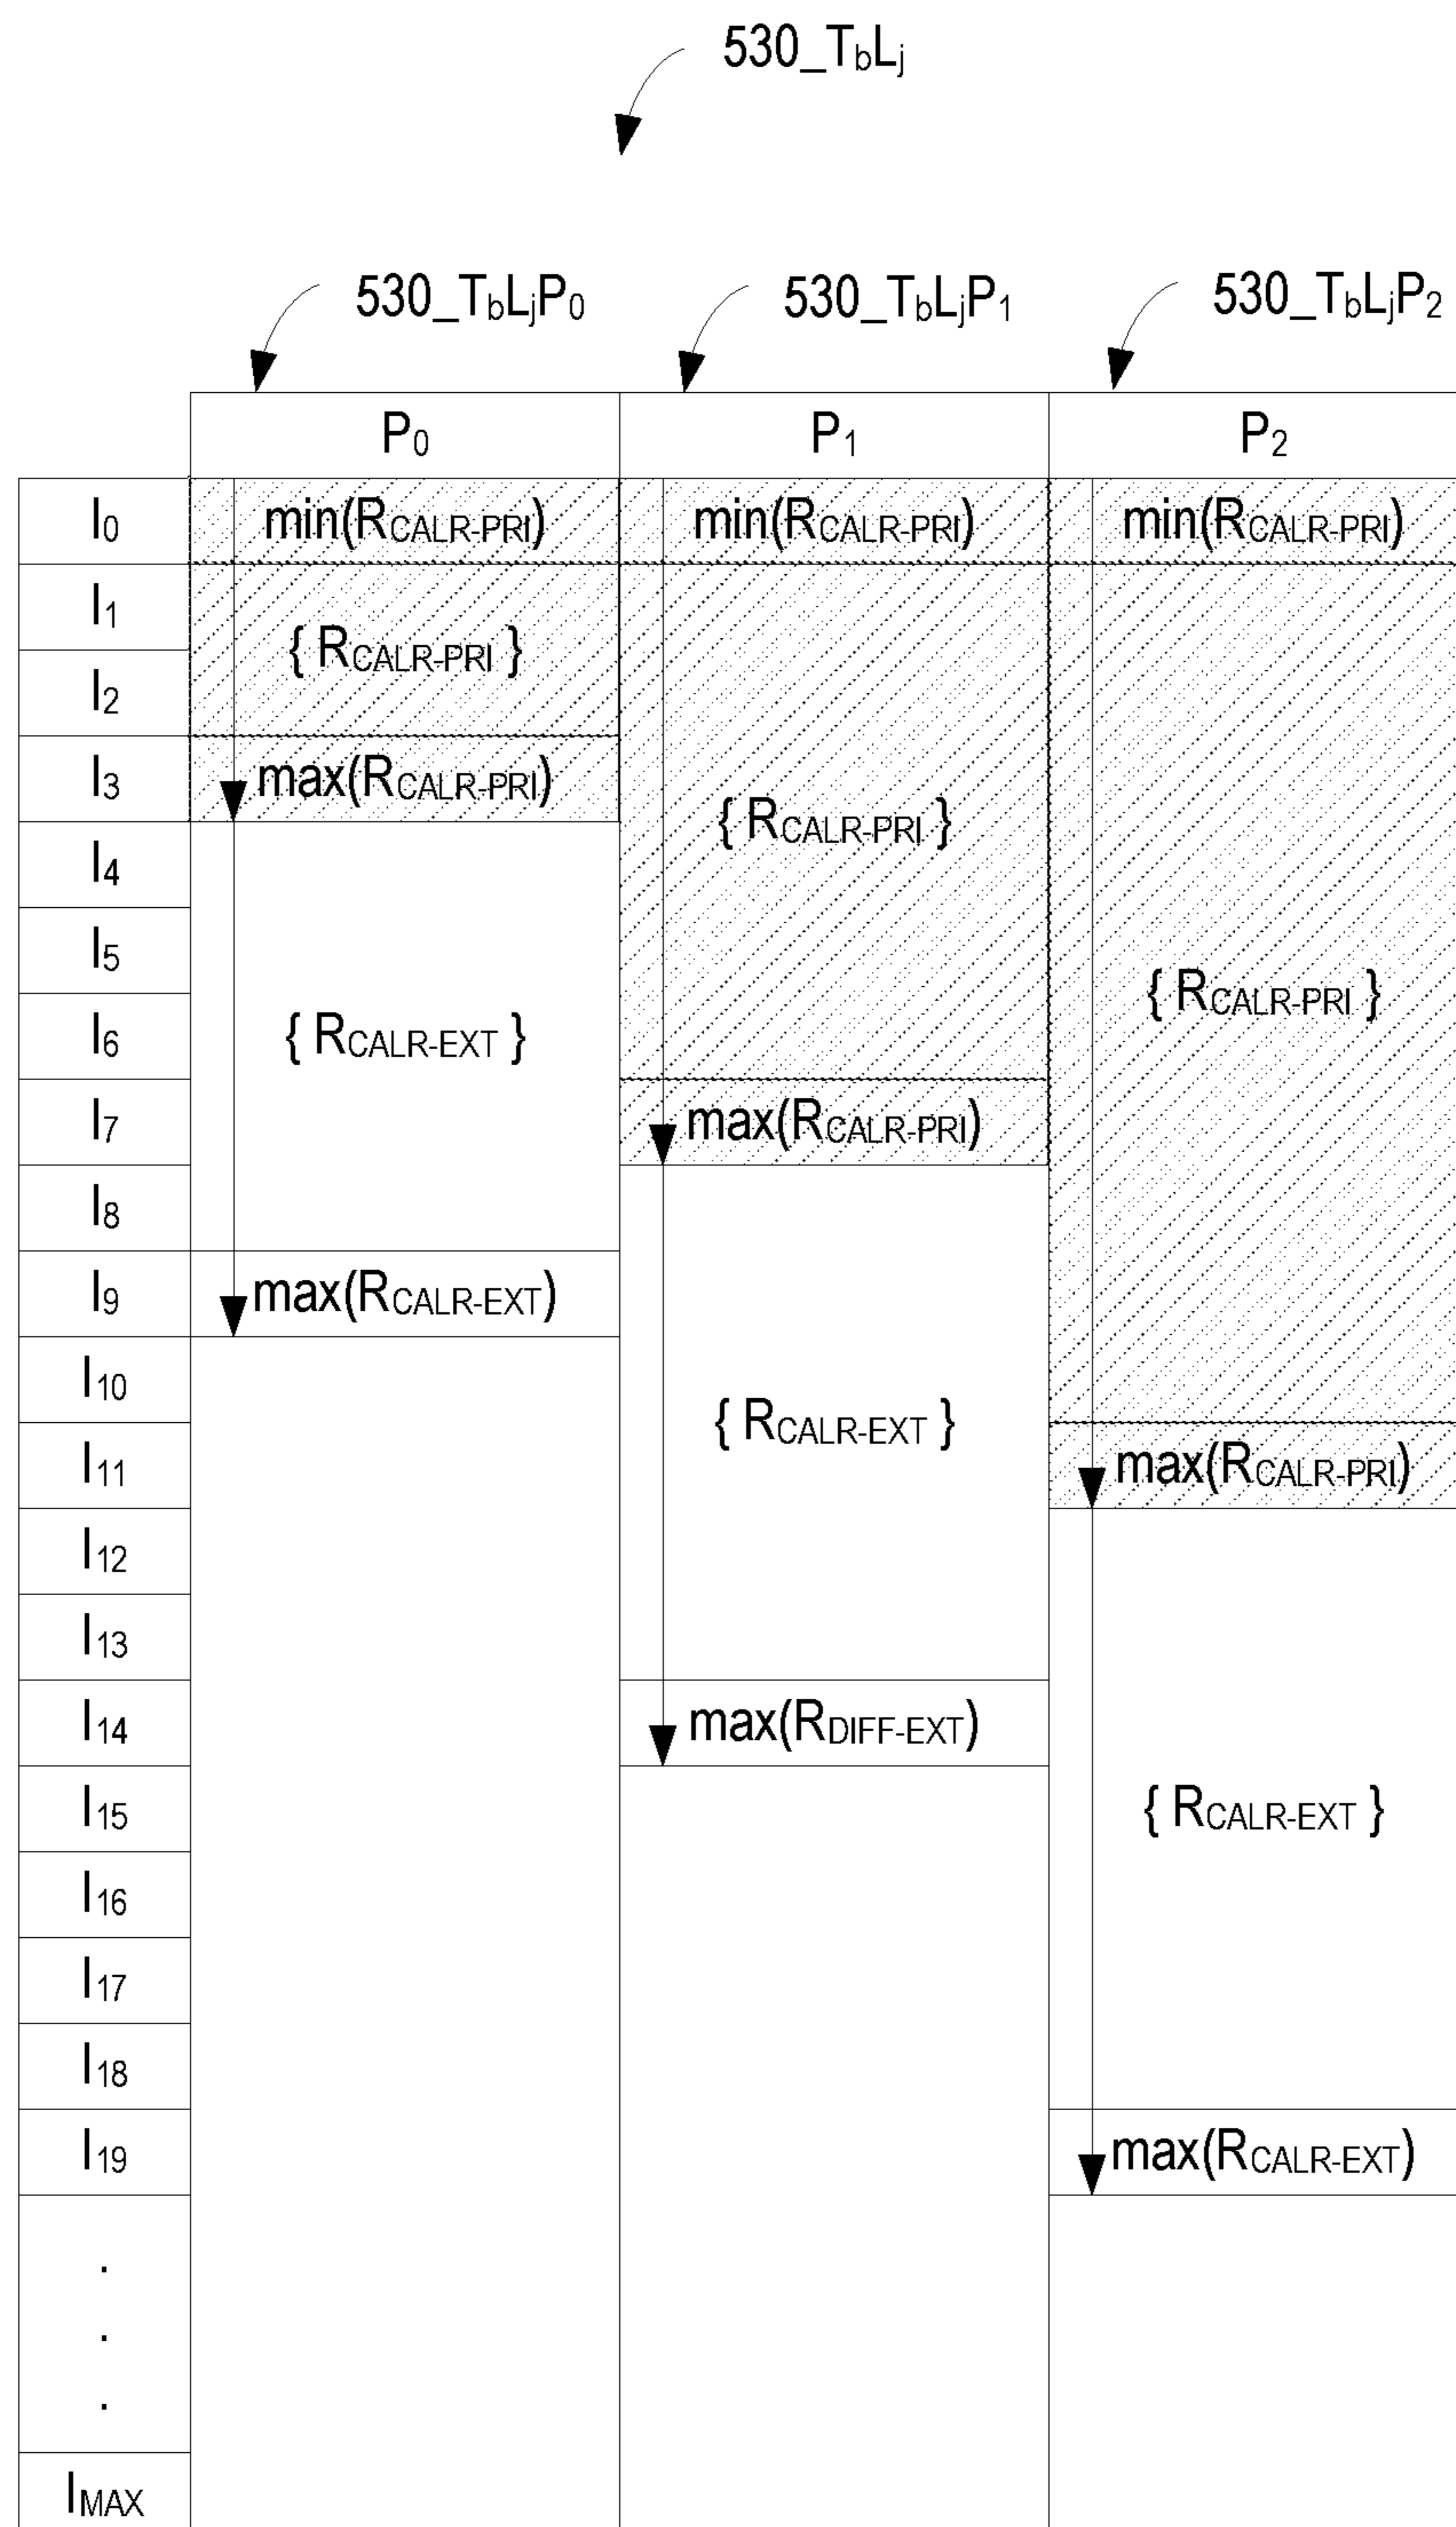 530_TbLj
530_TbLjP0 530_TbLjP1 530_TbLjP2
P0 P1 P2
I0 min(RCALR-PRI) min(RCALR-PRI) min(RCALR-PRI)
I1
{ RCALR-PRI }
I2
I3 max(RCALR-PRI)
{ RCALR-PRI }
I4
I5
{ RCALR-PRI }
I6 { RCALR-EXT }
I7 max(RCALR-PRI)
I8
I9 max(RCALR-EXT)
I10
{ RCALR-EXT }
I11 max(RCALR-PRI)
I12
I13
I14 max(RDIFF-EXT)
I15 { RCALR-EXT }
I16
I17
I18
I19 max(RCALR-EXT)
.
.
.
IMAX